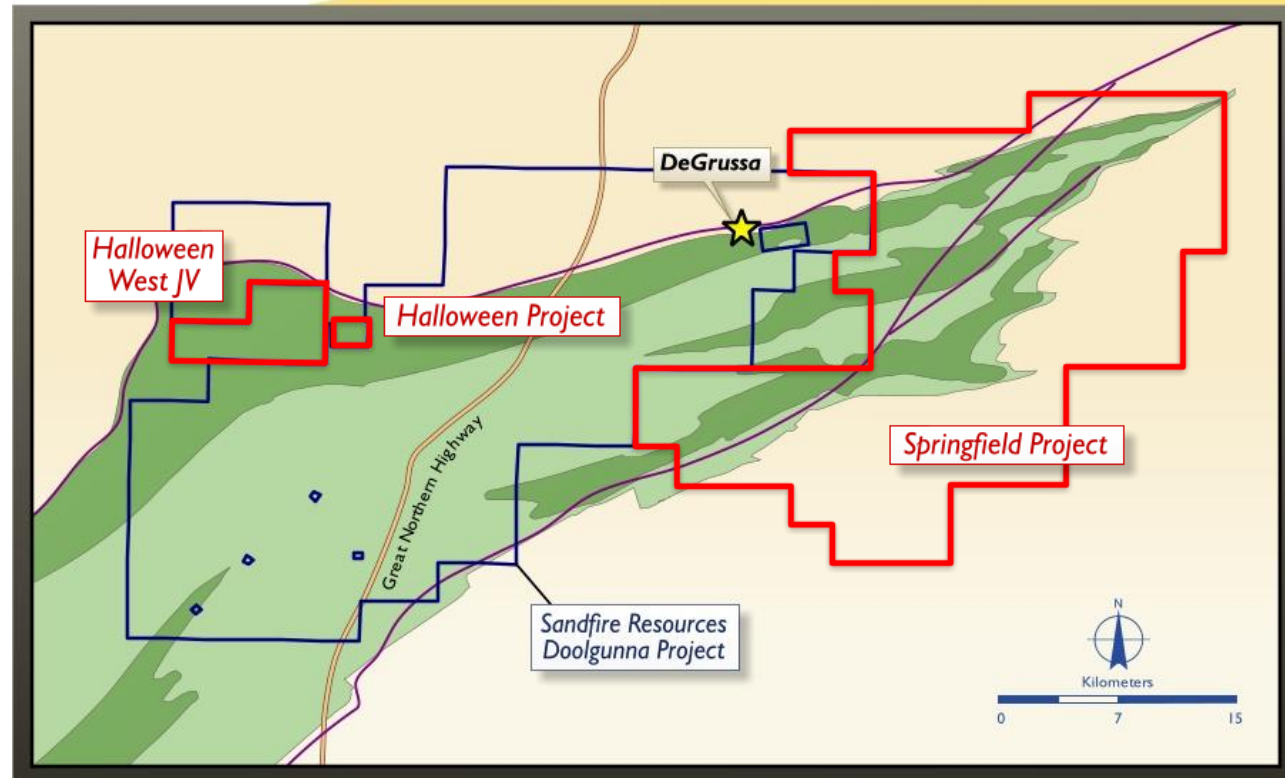 DeGrussa
Halloween
West JV
Halloween Project
Great Northern Highway
Springfield Project
Sandfire Resources
Doolgunna Project
N
Kilometers
0 7 15